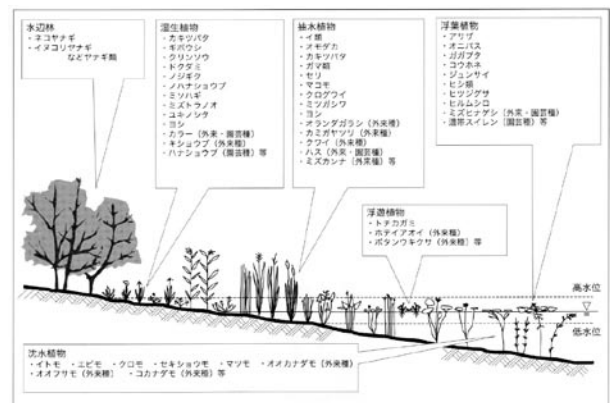 水辺林
・ネコヤナギ
・イヌコリヤナギ
などヤナギ類
湿生植物
・カキツバタ
・ギボウシ
・クリンソウ
・ドクダミ
・ノジギク
・ノハナショウブ
・ミソハギ
・ミズトラノオ
・ユキノシタ
・ヨシ
・カラー（外来・園芸種）
・キショウブ（外来種）
・ハナショウブ（園芸種）等
抽水植物
・イ類
・オモダカ
・カキツバタ
・ガマ類
・セリ
・マコモ
・クログワイ
・ミツガシワ
・ヨシ
・オランダガラシ（外来種）
・カミガヤツリ（外来種）
・クワイ（外来種）
・ハス（外来・園芸種）
・ミズカンナ（外来種）等
浮葉植物
・アサザ
・オニバス
・ガガブタ
・コウホネ
・ジュンサイ
・ヒシ類
・ヒツジグサ
・ヒルムシロ
・ミズヒナゲシ（外来・園芸種）
・温帯スイレン（園芸種）等
浮遊植物
・トチカガミ
・ホテイアオイ（外来種）
・ボタンウキクサ（外来種）等
高水位
低水位
沈水植物
・イトモ ・エビモ ・クロモ ・セキショウモ ・マツモ ・オオカナダモ（外来種）
・オオフサモ（外来種） ・コカナダモ（外来種）等